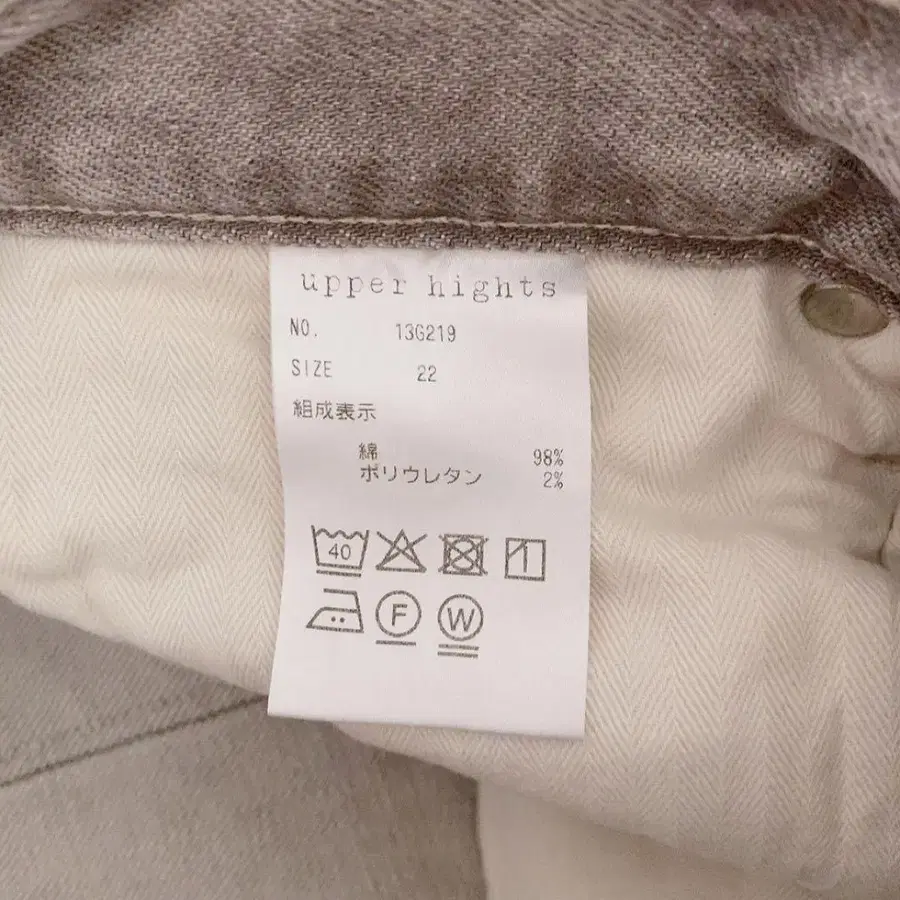 upper hights
NO. 13G219
SIZE 22
組成表示
綿 98%
ポリウレタン 2%
40
F W